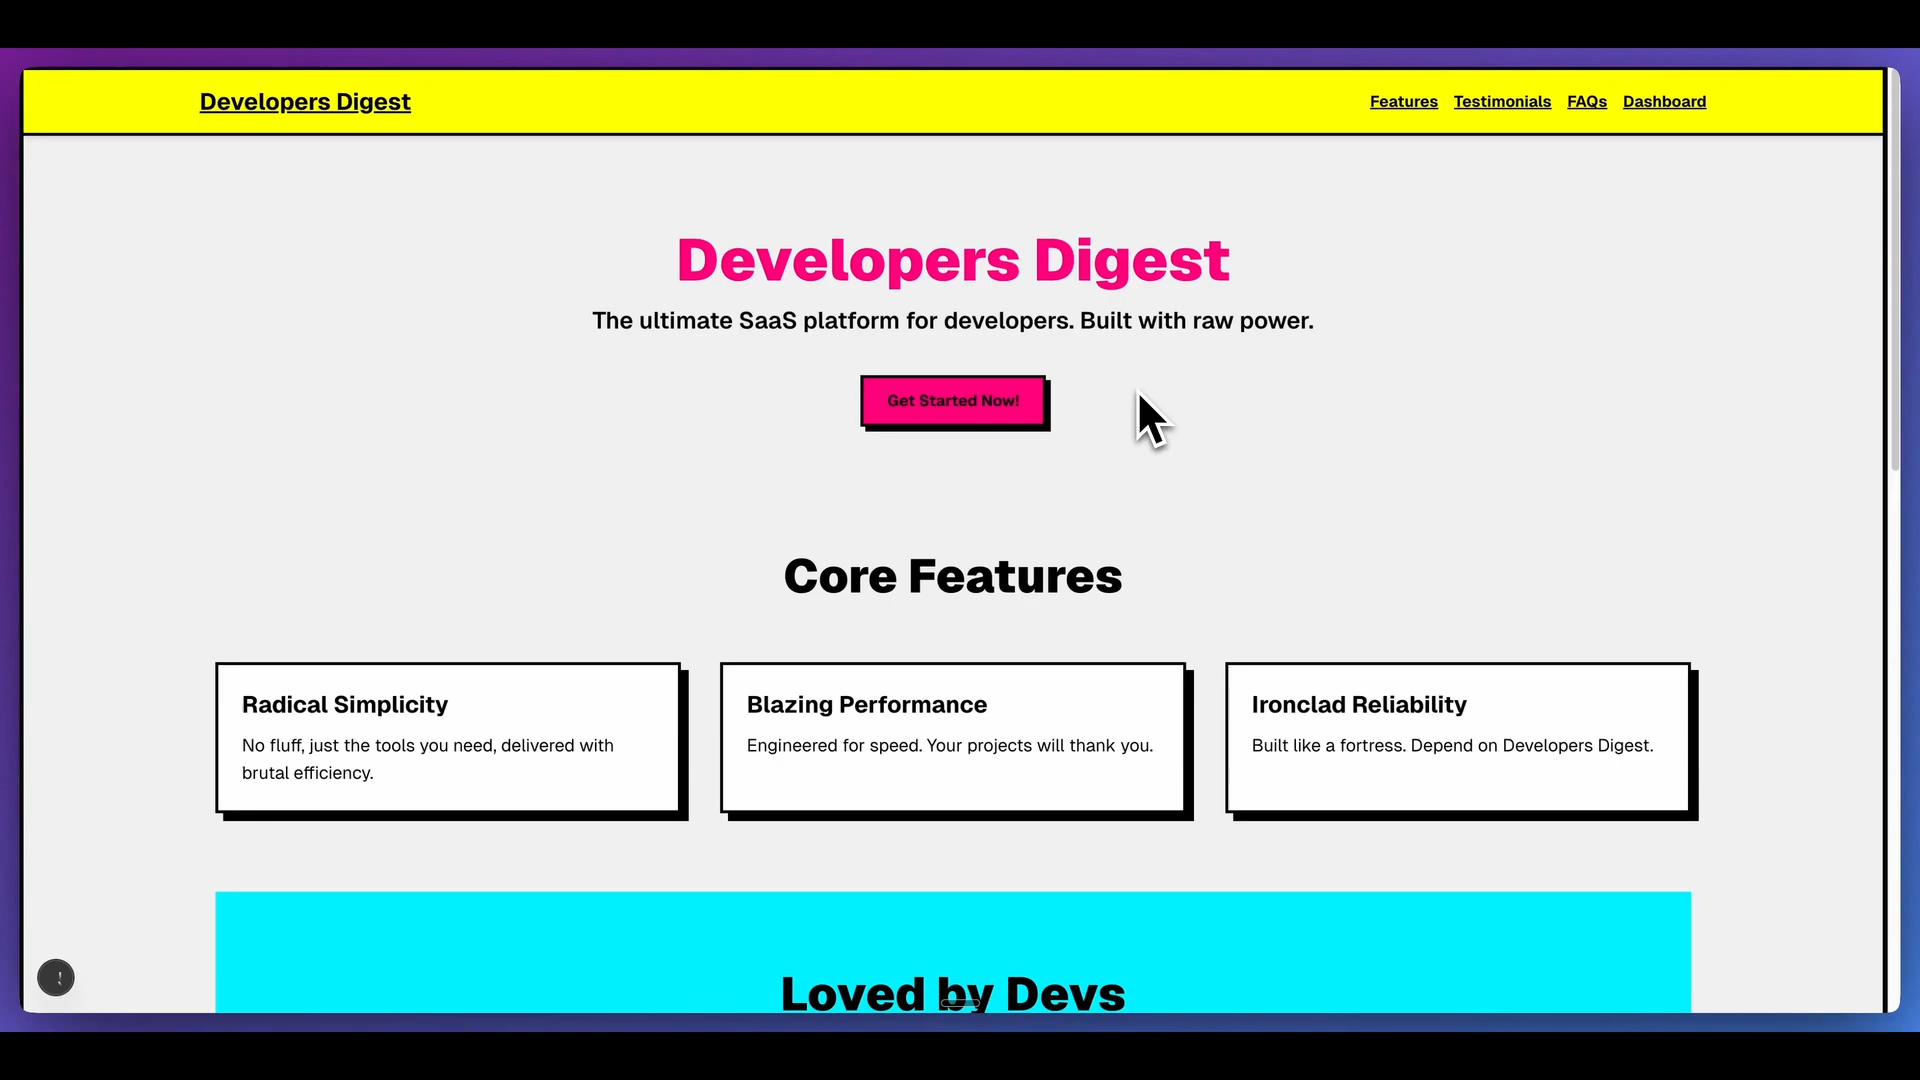 Developers Digest
Features Testimonials FAQs Dashboard
Developers Digest
The ultimate SaaS platform for developers. Built with raw power.
Get Started Now!
Core Features
Radical Simplicity
No fluff, just the tools you need, delivered with
brutal efficiency.
Blazing Performance
Engineered for speed. Your projects will thank you.
Ironclad Reliability
Built like a fortress. Depend on Developers Digest.
Loved by Devs